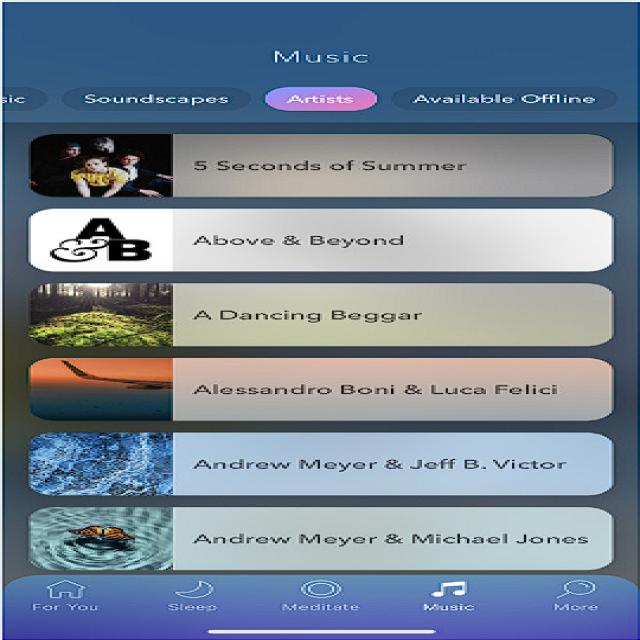 Music
sic Soundscapes Artists Available Offline
5 Seconds of Summer
A&B
Above & Beyond
A Dancing Beggar
Alessandro Boni & Luca Felici
Andrew Meyer & Jeff B. Victor
Andrew Meyer & Michael Jones
For You Sleep Meditate Music More